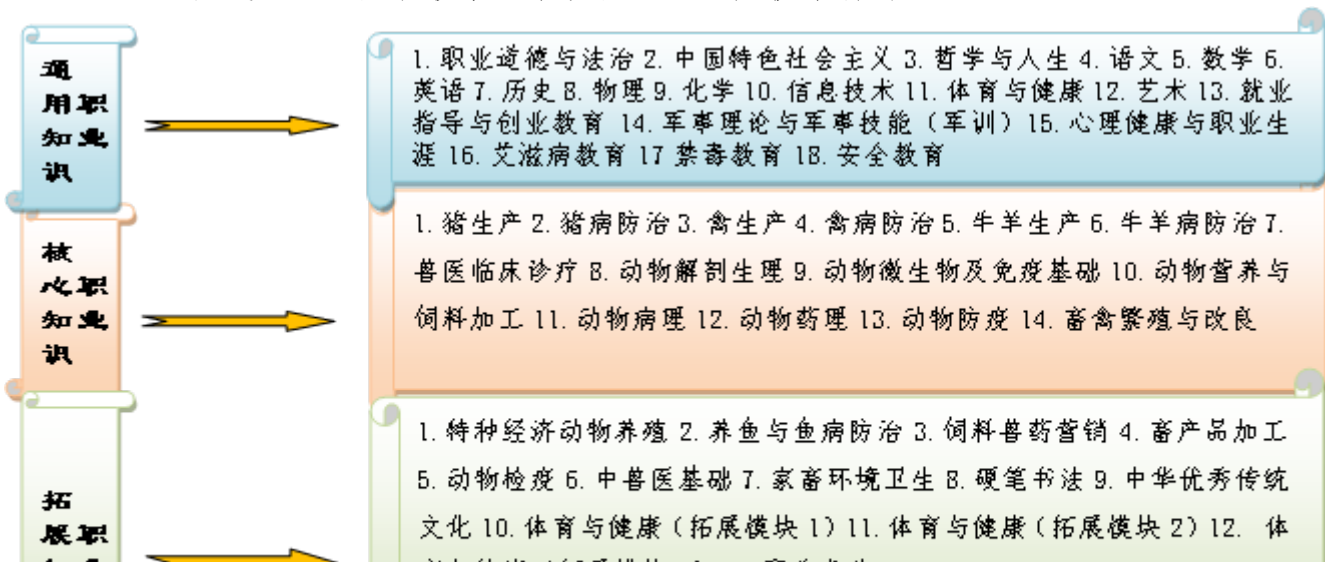 通
用职
知业
识
1. 职业道德与法治 2. 中国特色社会主义 3. 哲学与人生 4. 语文 5. 数学 6.
英语 7. 历史 8. 物理 9. 化学 10. 信息技术 11. 体育与健康 12. 艺术 13. 就业
指导与创业教育 14. 军事理论与军事技能（军训）15. 心理健康与职业生
涯 16. 艾滋病教育 17 禁毒教育 18. 安全教育
核
心职
知业
识
1. 猪生产 2. 猪病防治 3. 禽生产 4. 禽病防治 5. 牛羊生产 6. 牛羊病防治 7.
兽医临床诊疗 8. 动物解剖生理 9. 动物微生物及免疫基础 10. 动物营养与
饲料加工 11. 动物病理 12. 动物药理 13. 动物防疫 14. 畜禽繁殖与改良
拓
展职
1. 特种经济动物养殖 2. 养鱼与鱼病防治 3. 饲料兽药营销 4. 畜产品加工
5. 动物检疫 6. 中兽医基础 7. 家畜环境卫生 8. 硬笔书法 9. 中华优秀传统
文化 10. 体育与健康（拓展模块 1）11. 体育与健康（拓展模块 2）12. 体